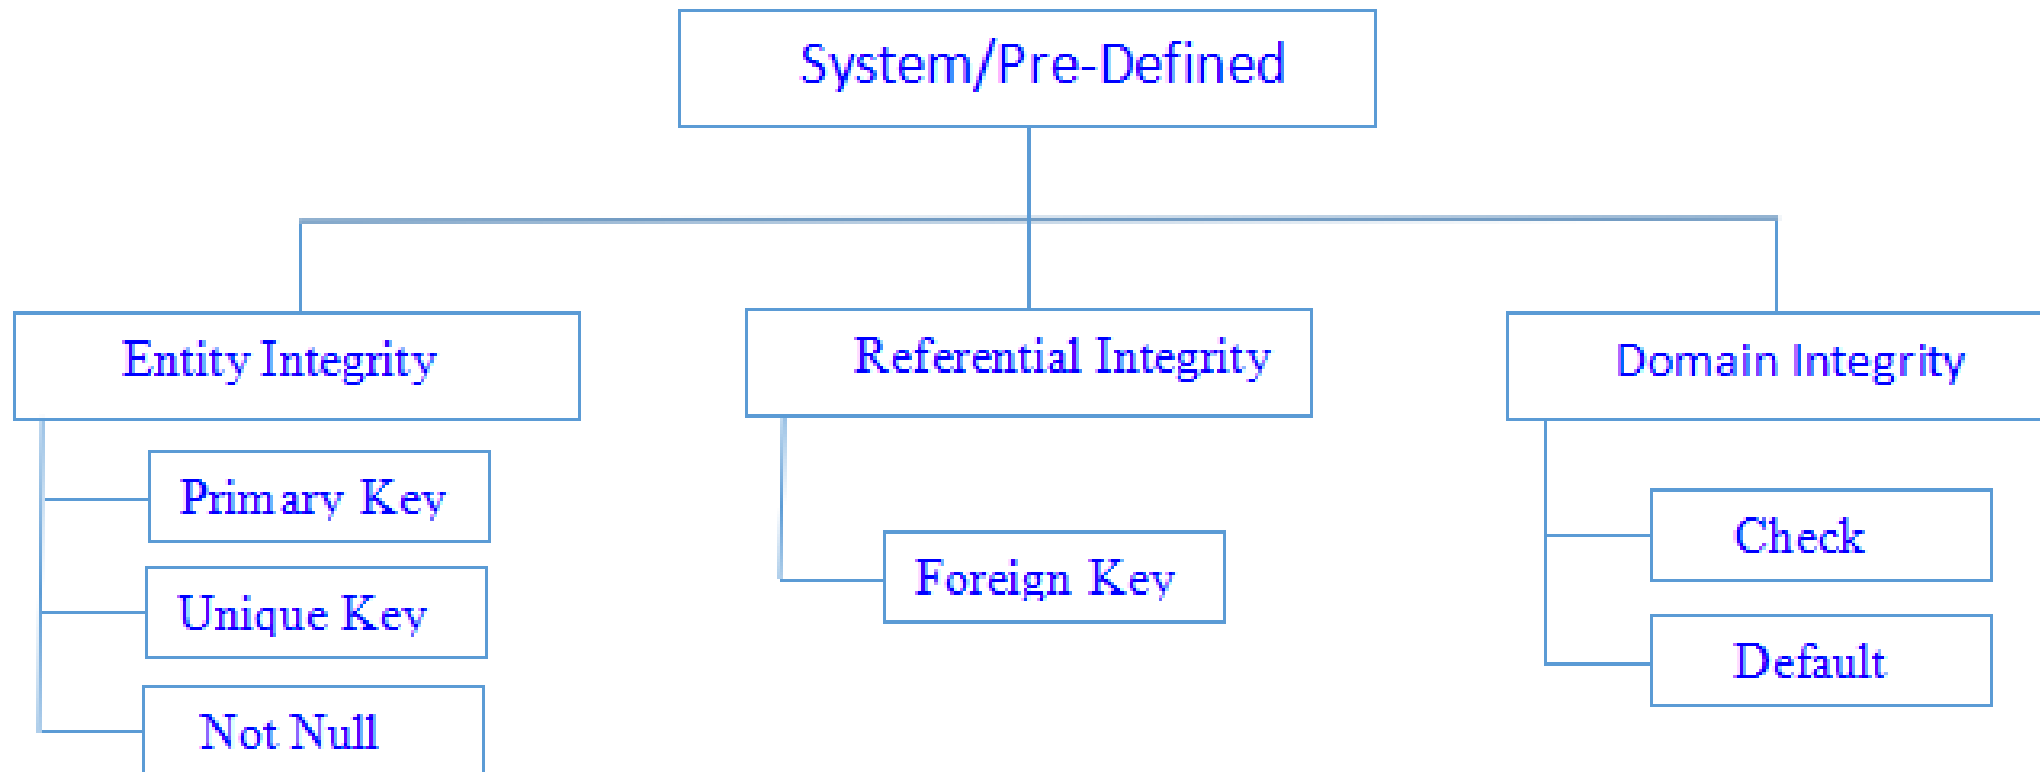 System/Pre-Defined
Entity Integrity
Referential Integrity
Domain Integrity
Primary Key
Unique Key
Not Null
Foreign Key
Check
Default